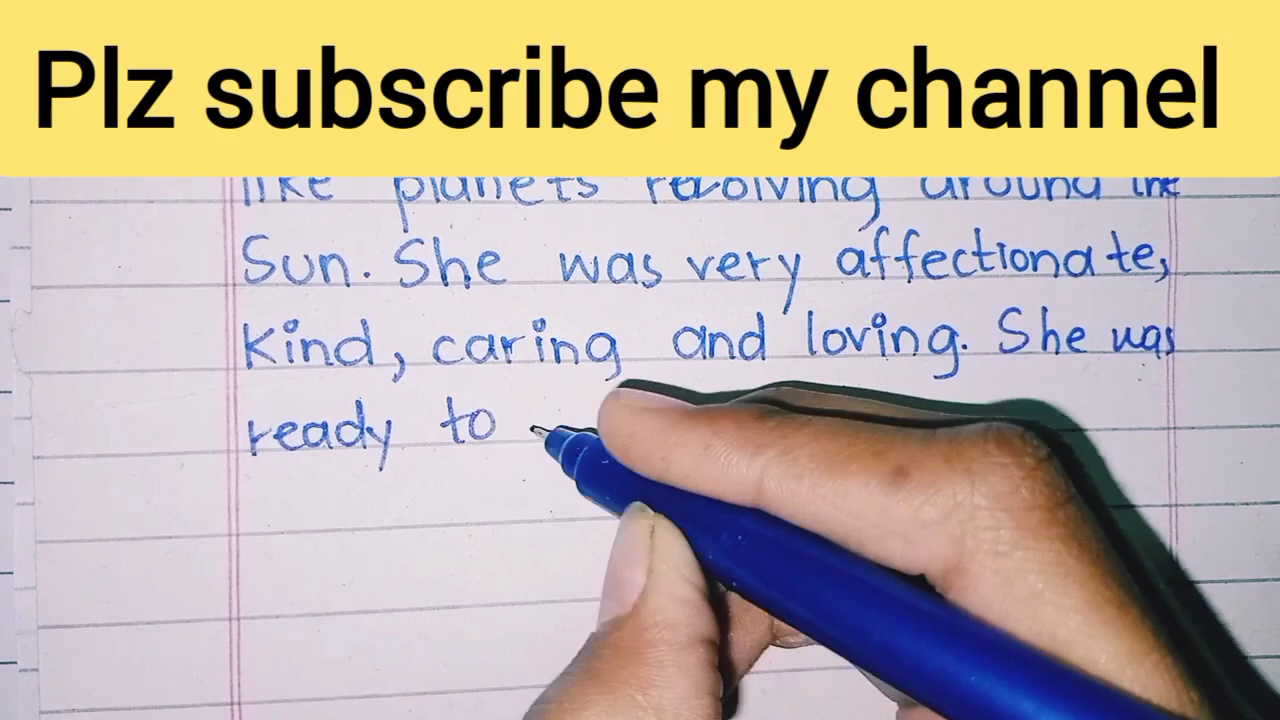 Plz subscribe my channel
like planets revolving around the
Sun. She was very affectionate,
kind, caring and loving. She was
ready to